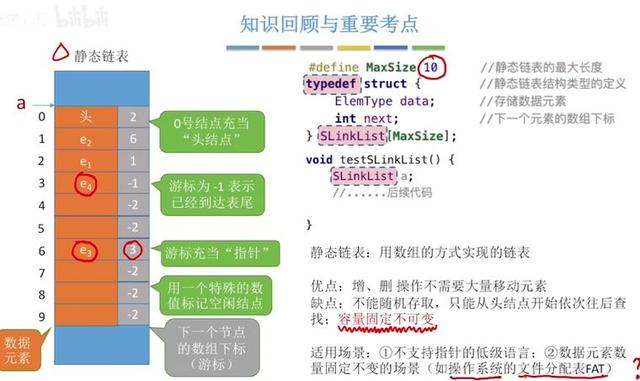 bilibili
知识回顾与重要考点
静态链表
a
0 头 2
1 e2 6
2 e1 1
3 e4 -1
4 -2
5 -2
6 e3 3
7 -2
8 -2
9 -2
0号结点充当
“头结点”
游标为 -1 表示
已经到达表尾
游标充当“指针”
用一个特殊的数
值标记空闲结点
数据
元素
下一个节点
的数组下标
(游标)
#define MaxSize 10 //静态链表的最大长度
typedef struct { //静态链表结构类型的定义
ElemType data; //存储数据元素
int next; //下一个元素的数组下标
} SLinkList[MaxSize];
void testSLinkList() {
SLinkList a;
//......后续代码
}
静态链表：用数组的方式实现的链表
优点：增、删 操作不需要大量移动元素
缺点：不能随机存取，只能从头结点开始依次往后查
找；容量固定不可变
适用场景：①不支持指针的低级语言；②数据元素数
量固定不变的场景（如操作系统的文件分配表FAT）
?